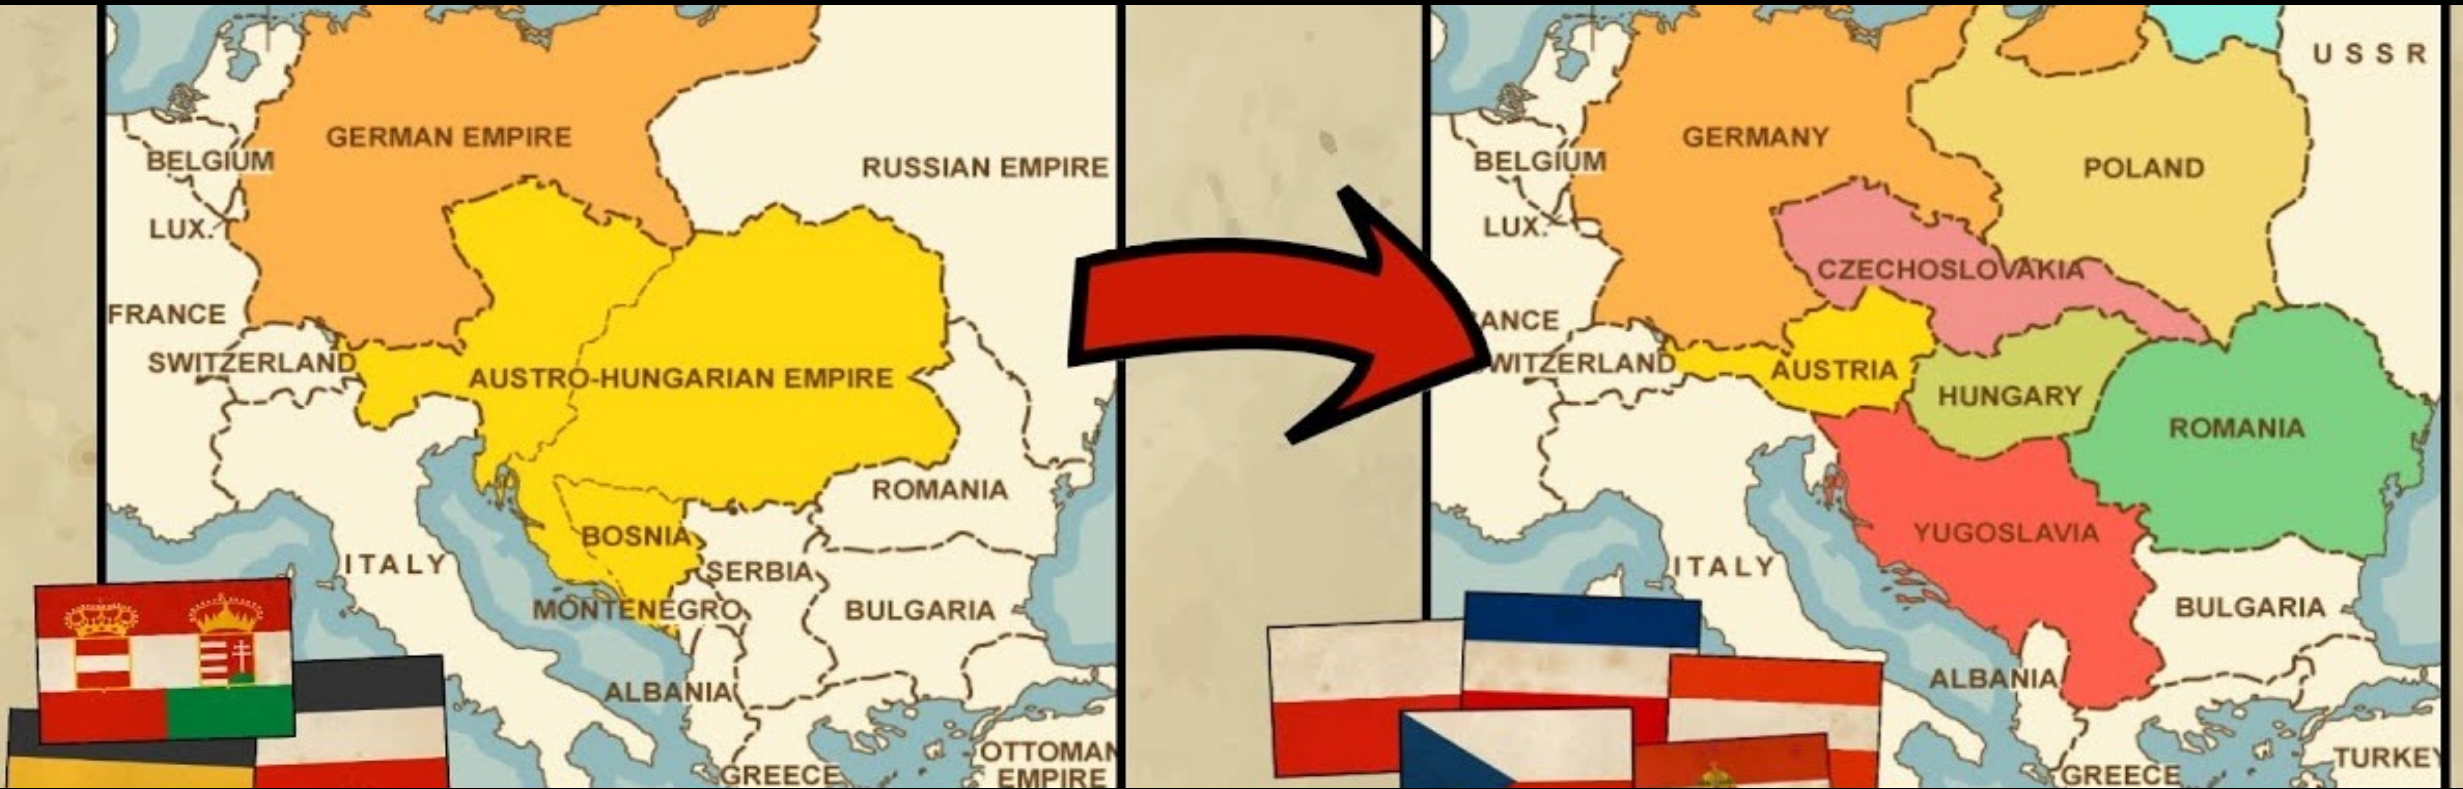 GERMAN EMPIRE
BELGIUM
RUSSIAN EMPIRE
LUX.
FRANCE
SWITZERLAND
AUSTRO-HUNGARIAN EMPIRE
ROMANIA
BOSNIA
ITALY
SERBIA
MONTENEGRO
BULGARIA
ALBANIA
OTTOMAN
EMPIRE
GREECE
USSR
GERMANY
BELGIUM
POLAND
LUX.
CZECHOSLOVAKIA
ANCE
WITZERLAND
AUSTRIA
HUNGARY
ROMANIA
YUGOSLAVIA
ITALY
BULGARIA
ALBANIA
TURKEY
GREECE